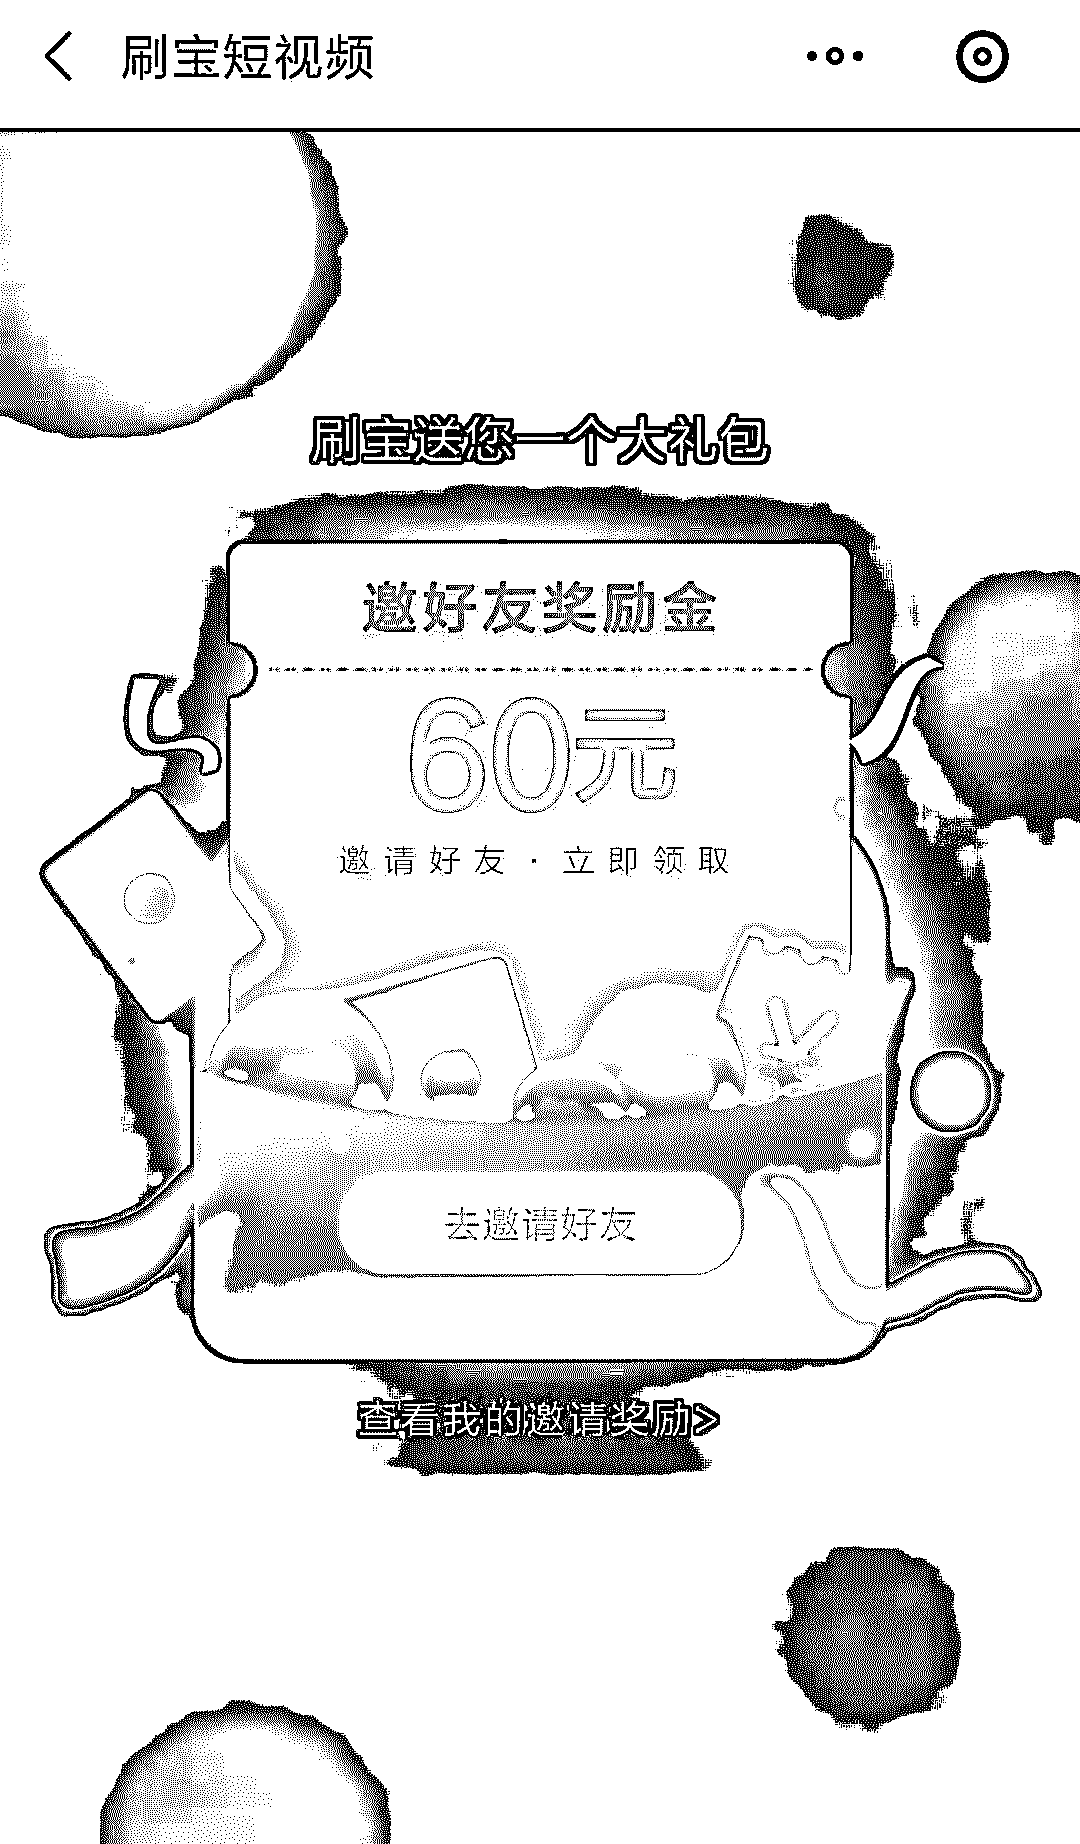 刷宝短视频
刷宝送您一个大礼包
邀好友奖励金
60元
邀请好友·立即领取
去邀请好友
查看我的邀请奖励>